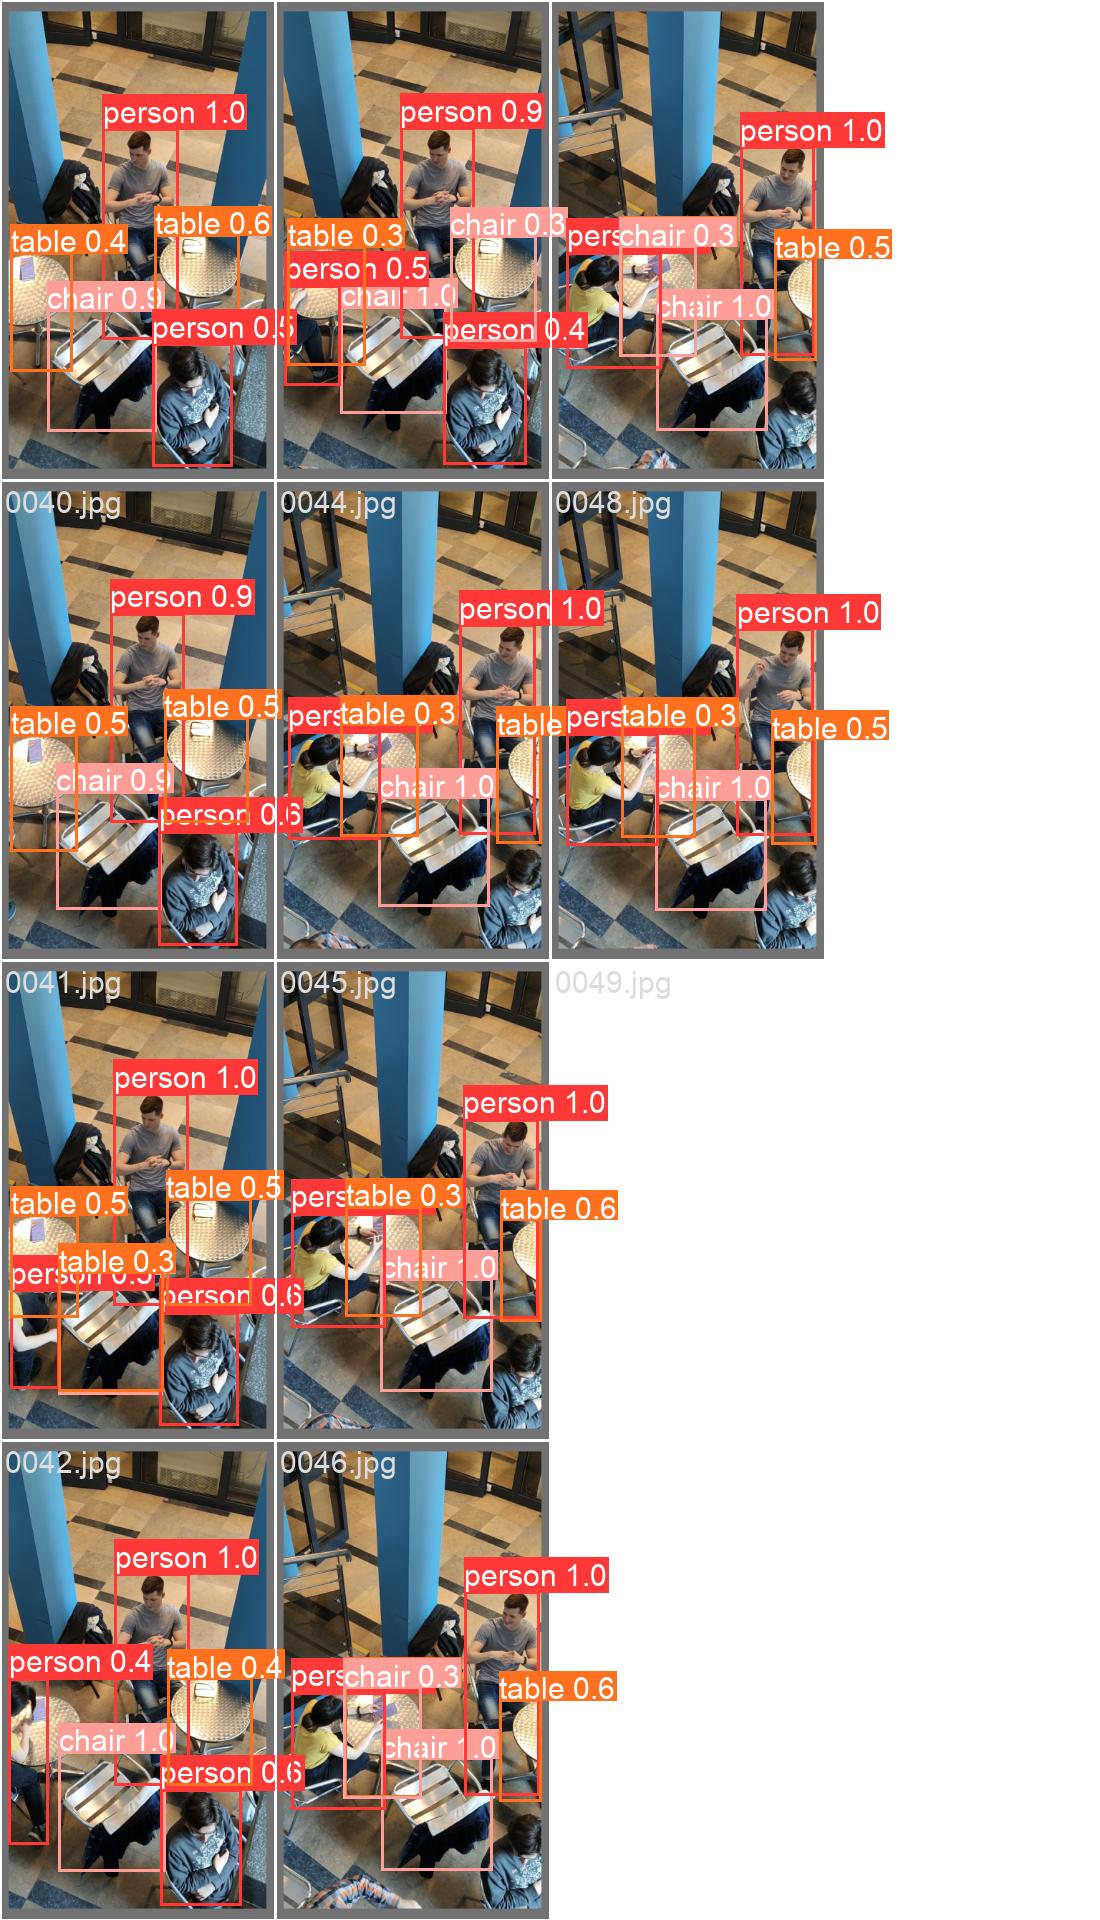 person 1.0
table 0.6
table 0.4
chair 0.9
person 0.5
person 0.9
chair 0.3
table 0.3
person 0.5
chair 1.0
person 0.4
person 1.0
pers
chair 0.3
table 0.5
chair 1.0
0040.jpg
person 0.9
table 0.5
table 0.5
chair 0.9
person 0.6
0044.jpg
person 1.0
pers
table 0.3
table
chair 1.0
0048.jpg
person 1.0
pers
table 0.3
table 0.5
chair 1.0
0041.jpg
person 1.0
table 0.5
table 0.5
table 0.3
person 0.5
person 0.6
0045.jpg
person 1.0
pers
table 0.3
table 0.6
chair 1.0
0049.jpg
0042.jpg
person 1.0
person 0.4
table 0.4
chair 1.0
person 0.6
0046.jpg
person 1.0
pers
chair 0.3
table 0.6
chair 1.0